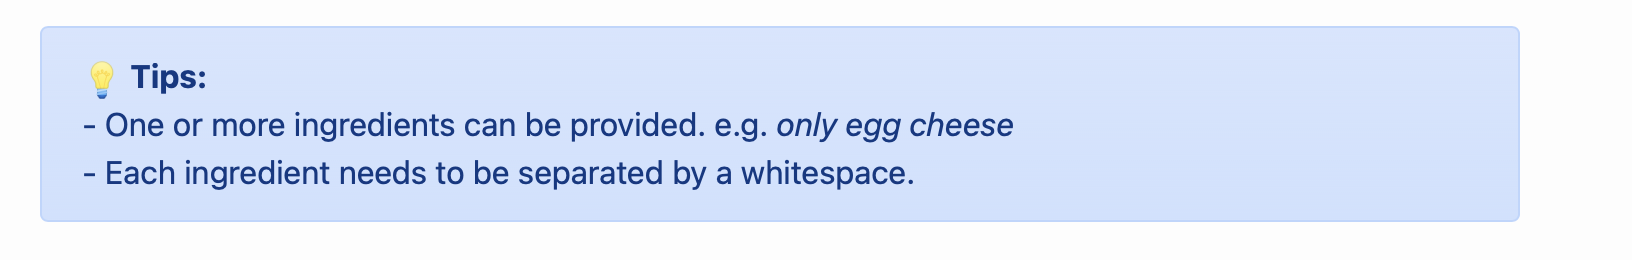 💡 Tips:
- One or more ingredients can be provided. e.g. only egg cheese
- Each ingredient needs to be separated by a whitespace.